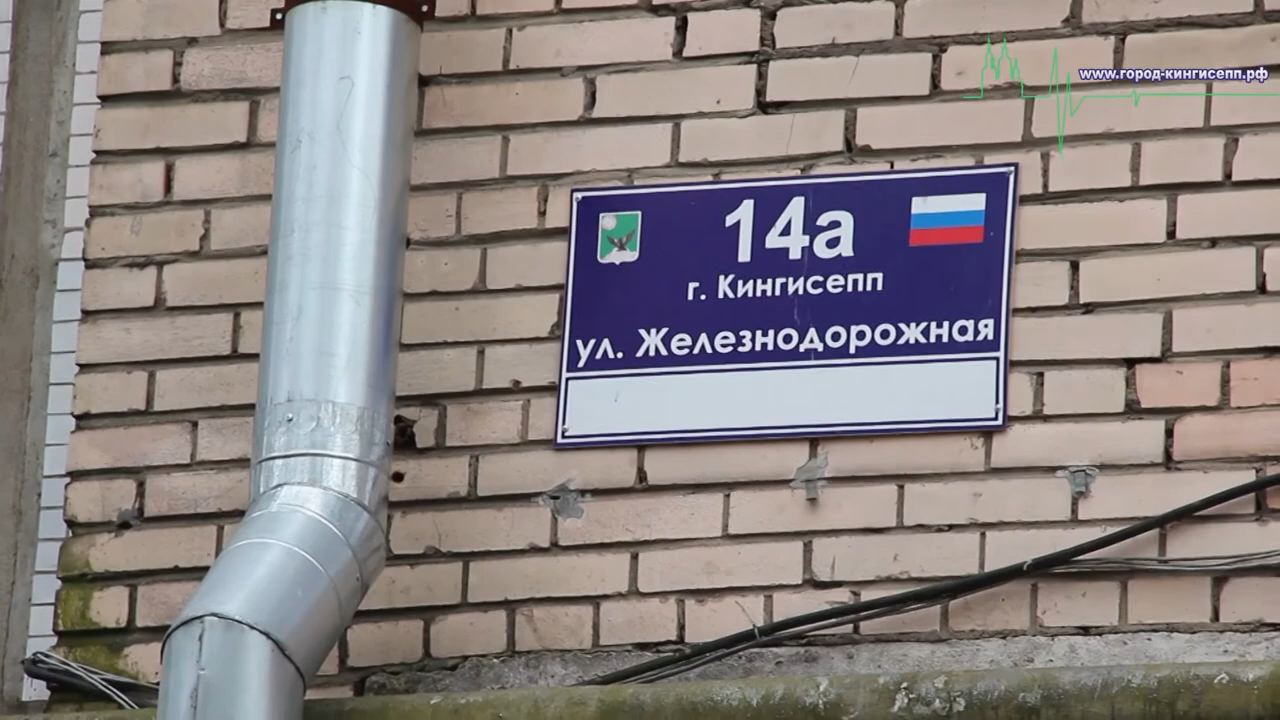 www.город-кингисепп.рф
14а
г. Кингисепп
ул. Железнодорожная